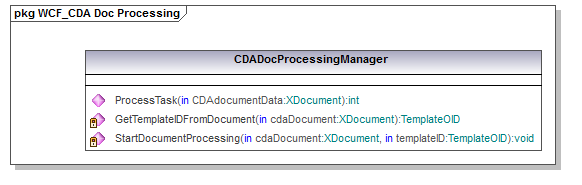 pkg WCF_CDA Doc Processing
CDADocProcessingManager
ProcessTask(in CDAdocumentData:XDocument):int
GetTemplateIDFromDocument(in cdaDocument:XDocument):TemplateOID
StartDocumentProcessing(in cdaDocument:XDocument, in templateID:TemplateOID):void